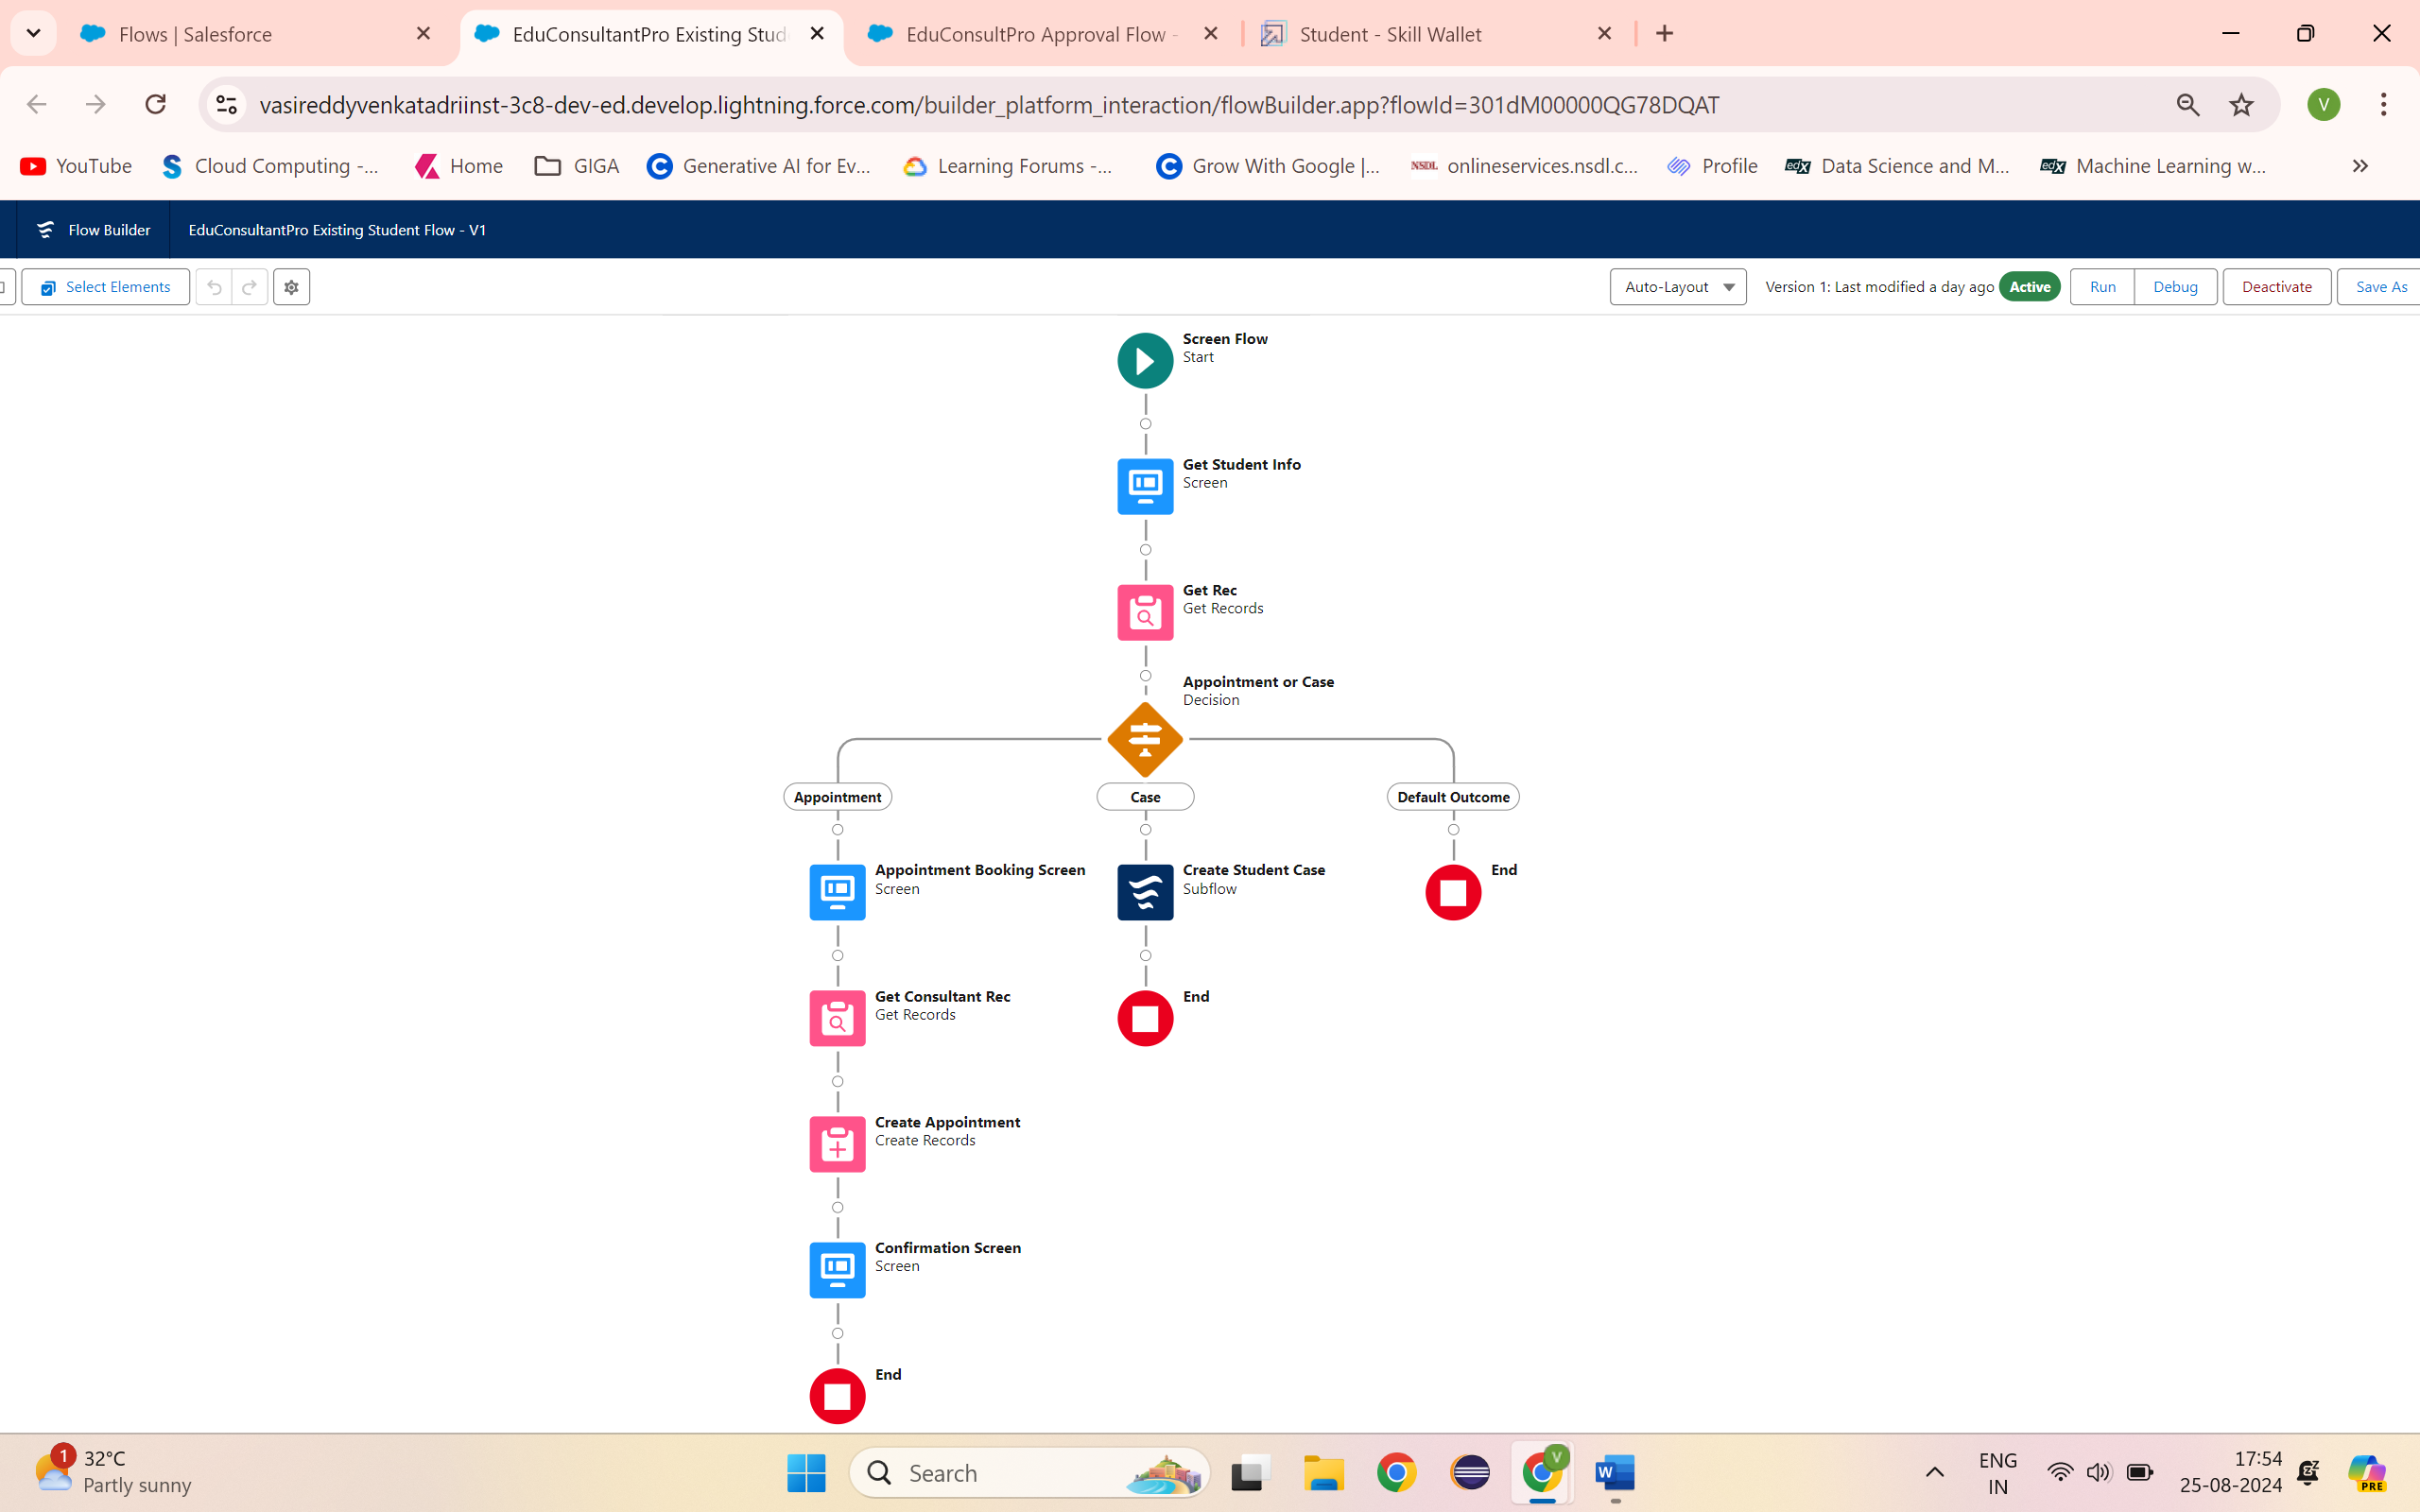 Flows | Salesforce
EduConsultantPro Existing Stud
EduConsultPro Approval Flow -
Student - Skill Wallet
vasireddyvenkatadriinst-3c8-dev-ed.develop.lightning.force.com/builder_platform_interaction/flowBuilder.app?flowId=301dM00000QG78DQAT
V
YouTube
Cloud Computing -...
Home
GIGA
Generative AI for Ev...
Learning Forums -...
Grow With Google |...
NSDL
onlineservices.nsdl.c...
Profile
edX
Data Science and M...
edX
Machine Learning w...
Flow Builder
EduConsultantPro Existing Student Flow - V1
Select Elements
Auto-Layout
Version 1: Last modified a day ago
Active
Run
Debug
Deactivate
Save As
Screen Flow
Start
Get Student Info
Screen
Get Rec
Get Records
Appointment or Case
Decision
Appointment
Case
Default Outcome
Appointment Booking Screen
Screen
Create Student Case
Subflow
End
Get Consultant Rec
Get Records
End
Create Appointment
Create Records
Confirmation Screen
Screen
End
1
32°C
Partly sunny
Search
V
W
ENG
IN
17:54
25-08-2024
PRE